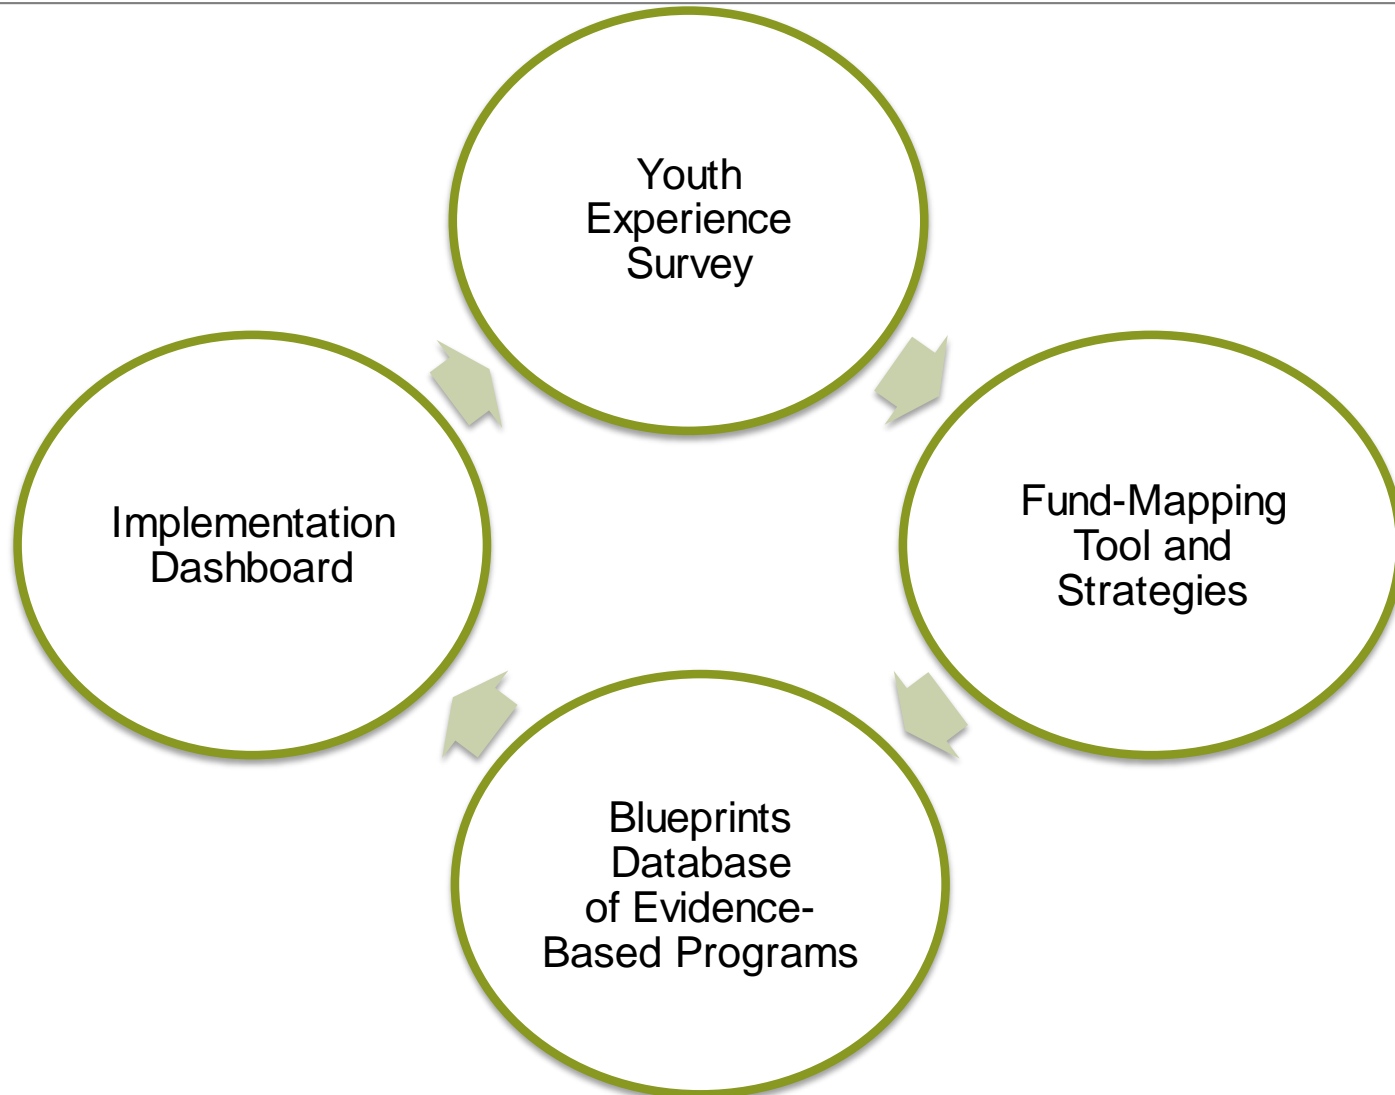 Youth
Experience
Survey
Implementation
Dashboard
Fund-Mapping
Tool and
Strategies
Blueprints
Database
of Evidence-
Based Programs